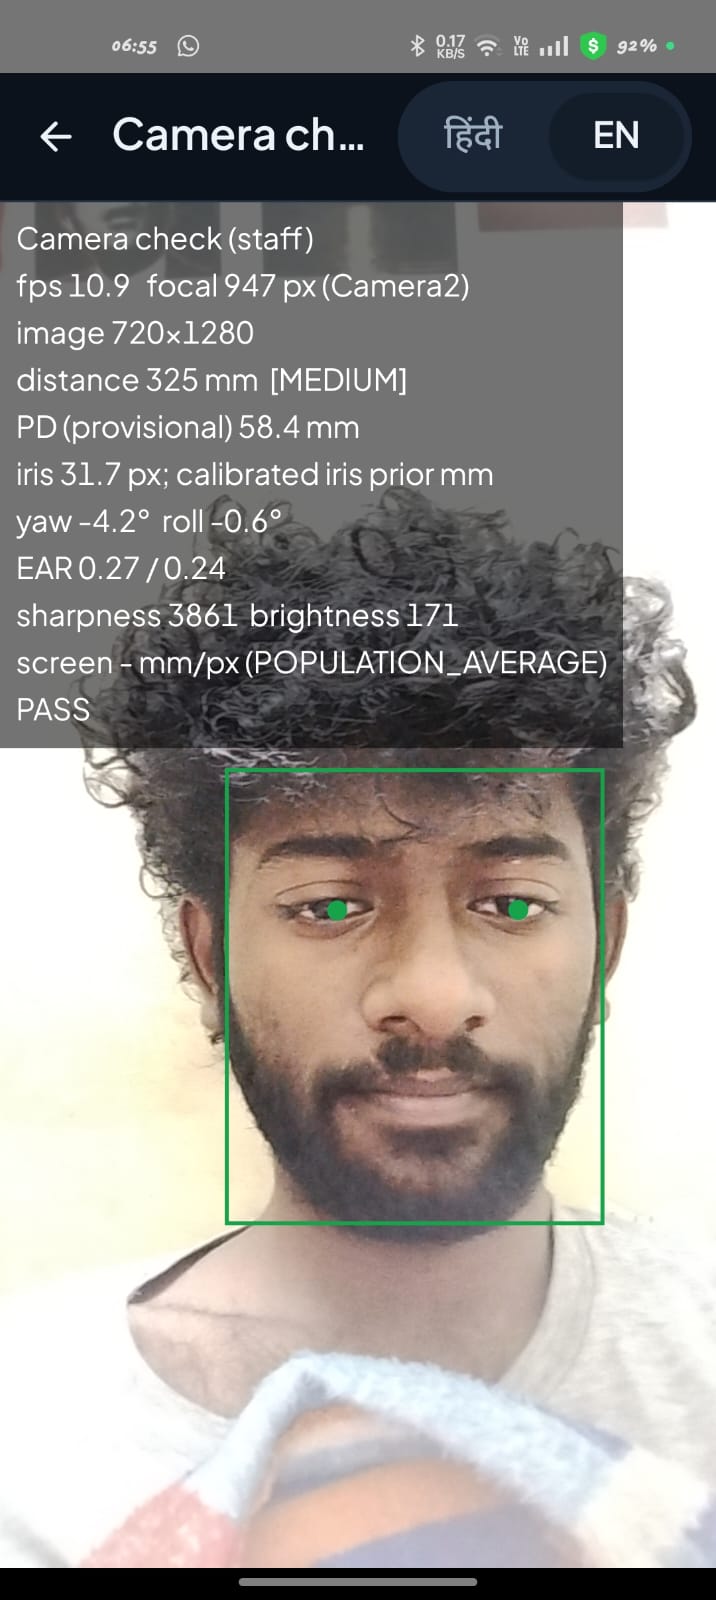 06:55 0.17 KB/S Vo LTE $ 92%
Camera ch... हिंदी EN
Camera check (staff)
fps 10.9 focal 947 px (Camera2)
image 720×1280
distance 325 mm [MEDIUM]
PD (provisional) 58.4 mm
iris 31.7 px; calibrated iris prior mm
yaw -4.2° roll -0.6°
EAR 0.27 / 0.24
sharpness 3861 brightness 171
screen - mm/px (POPULATION_AVERAGE)
PASS